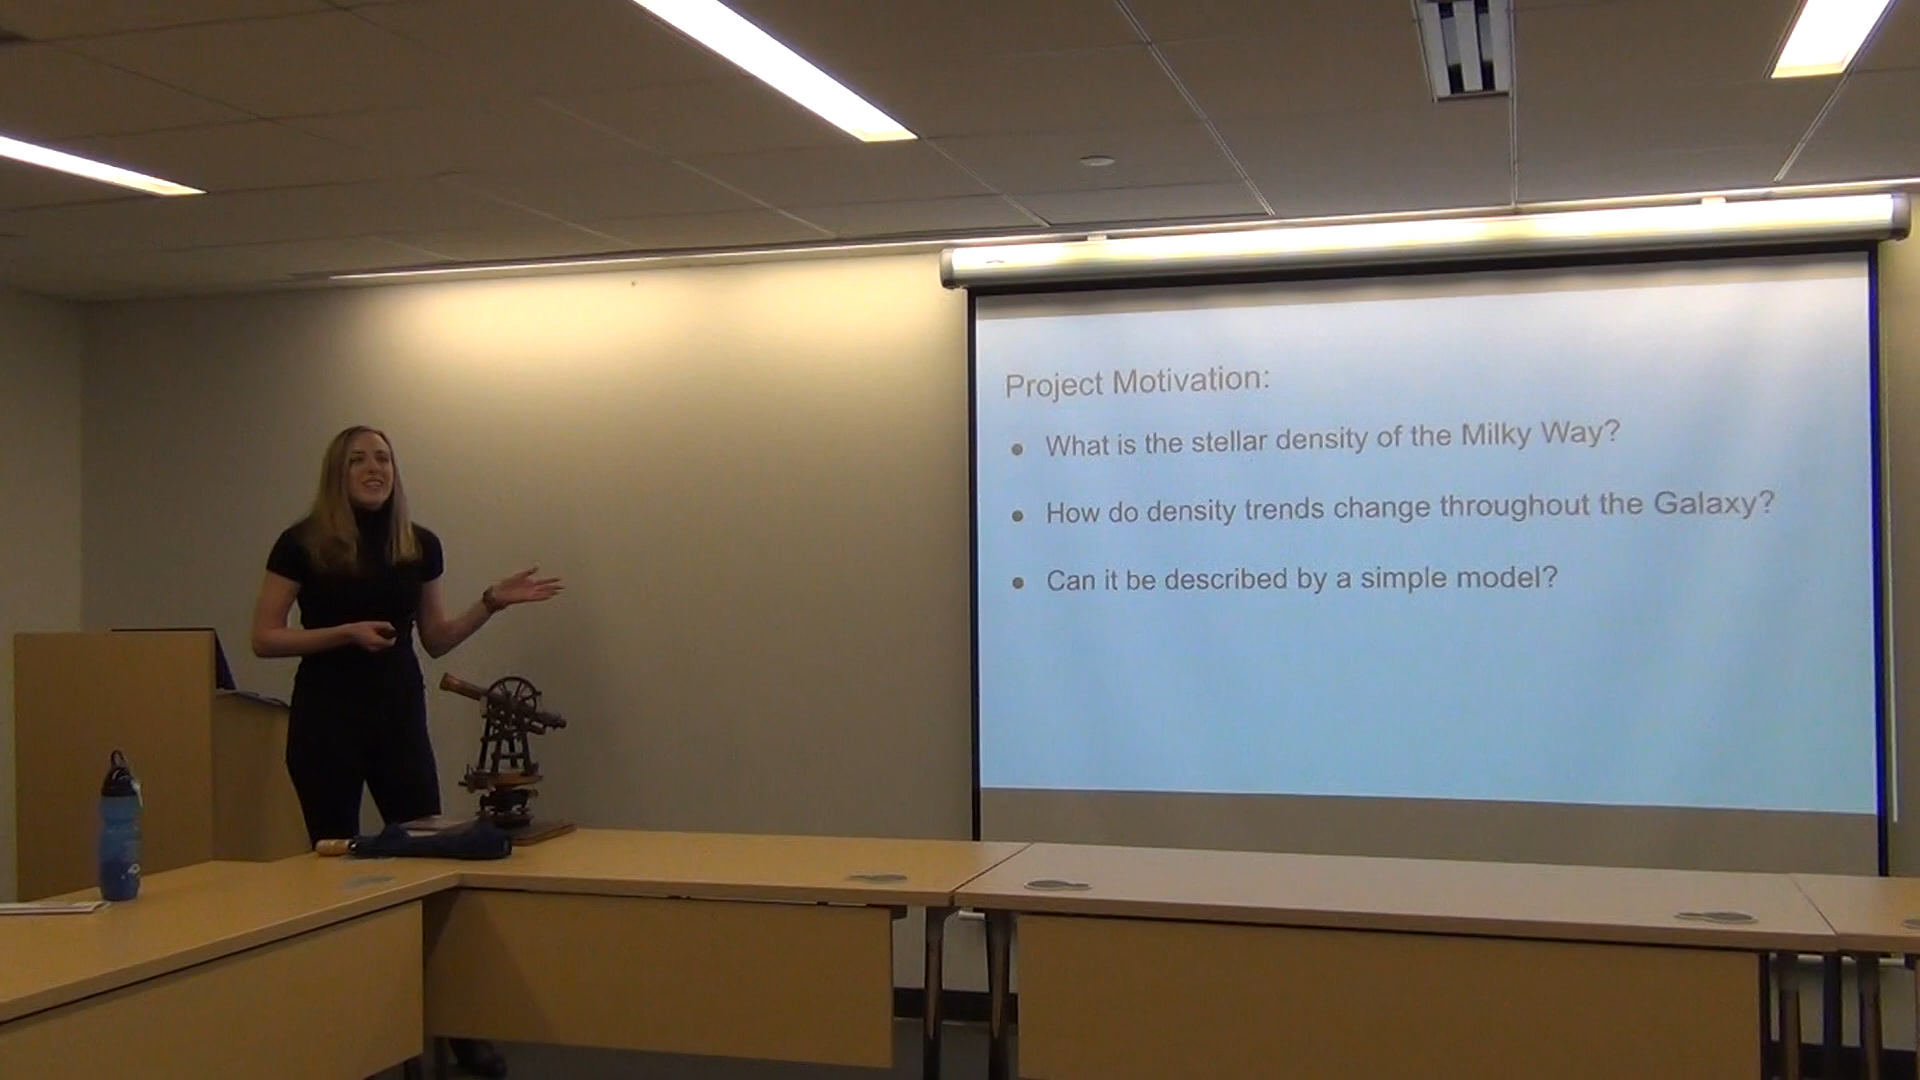 Project Motivation:
● What is the stellar density of the Milky Way?
● How do density trends change throughout the Galaxy?
● Can it be described by a simple model?